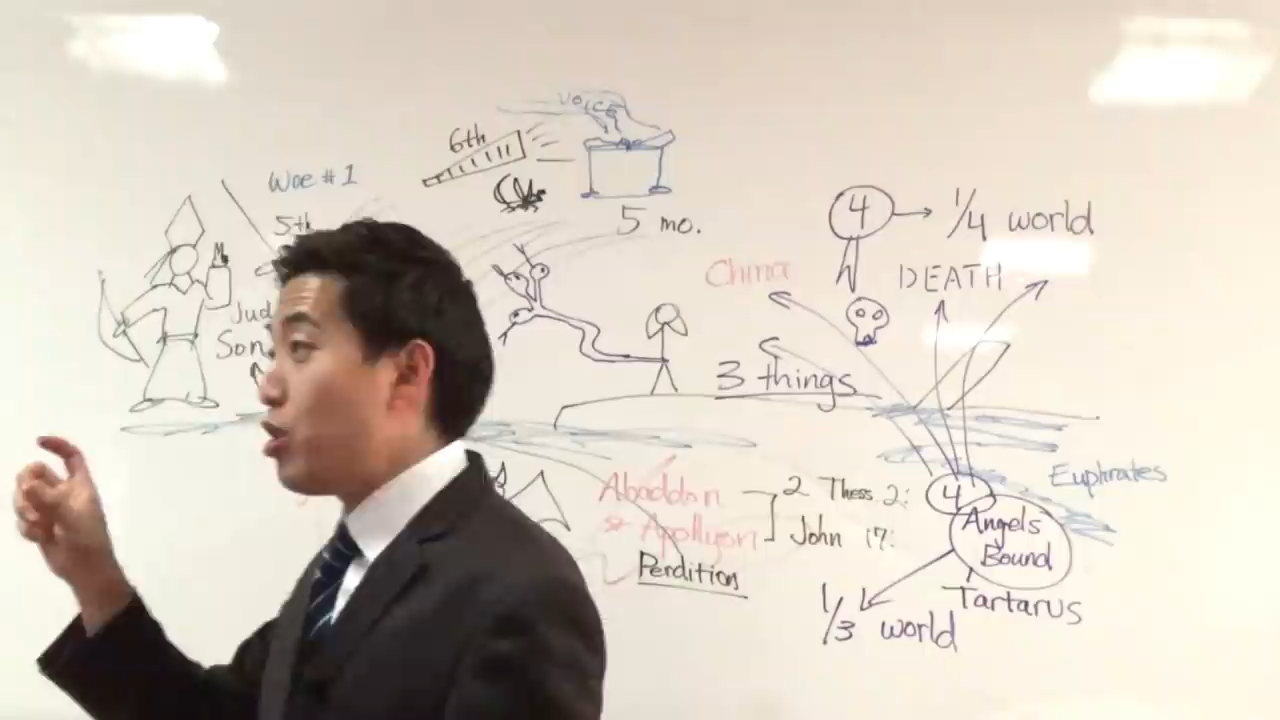 VOICE
6th
Woe #1
5th
5 mo.
4 → 1/4 world
China
DEATH
Jud
Son
3 things
Euphrates
Abaddon
& Apollyon
2 Thess. 2:
John 17:
Perdition
4
Angels
Bound
Tartarus
1/3 world